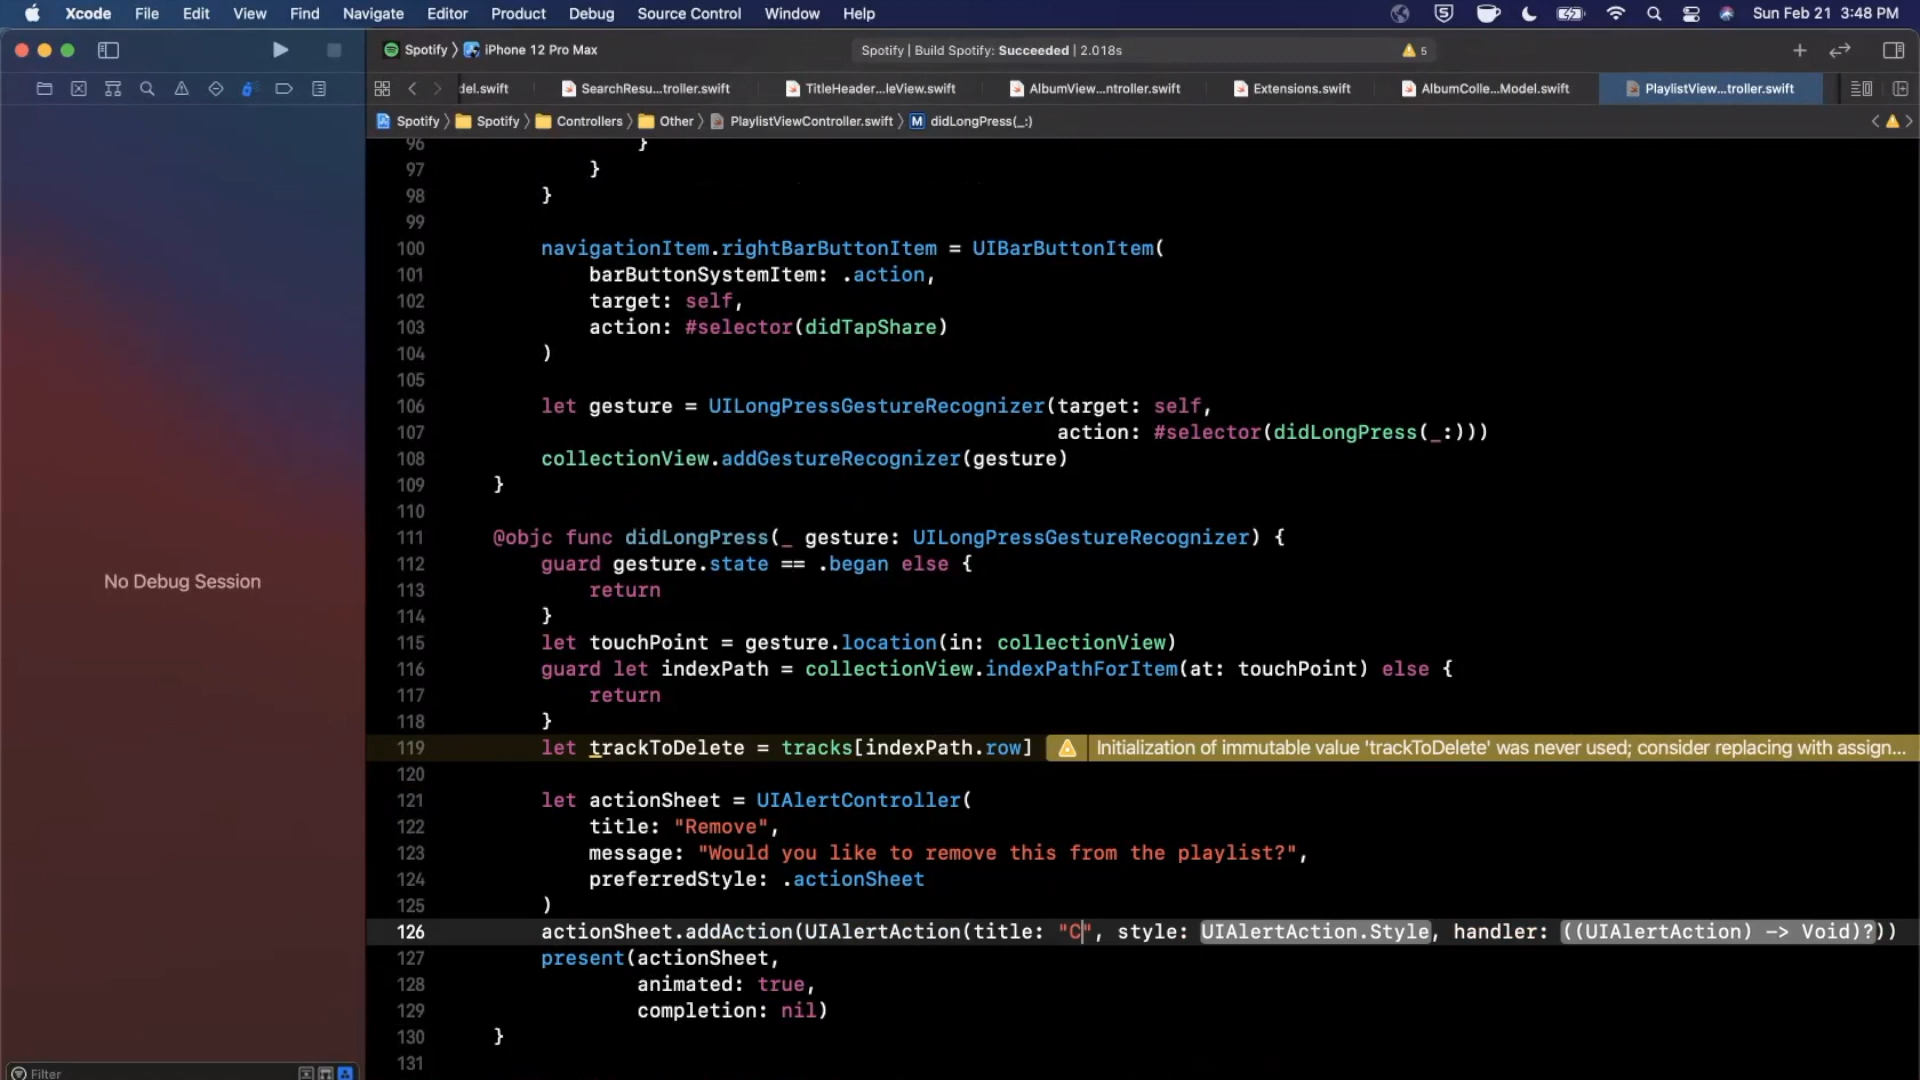 Xcode File Edit View Find Navigate Editor Product Debug Source Control Window Help Sun Feb 21 3:48 PM
Spotify iPhone 12 Pro Max Spotify | Build Spotify: Succeeded | 2.018s 5
del.swift SearchResu...troller.swift TitleHeader...leView.swift AlbumView...ntroller.swift Extensions.swift AlbumColle...Model.swift PlaylistView...troller.swift
Spotify Spotify Controllers Other PlaylistViewController.swift M didLongPress(_:)
96 }
97 }
98 }
99
100 navigationItem.rightBarButtonItem = UIBarButtonItem(
101 barButtonSystemItem: .action,
102 target: self,
103 action: #selector(didTapShare)
104 )
105
106 let gesture = UILongPressGestureRecognizer(target: self,
107 action: #selector(didLongPress(_:)))
108 collectionView.addGestureRecognizer(gesture)
109 }
110
111 @objc func didLongPress(_ gesture: UILongPressGestureRecognizer) {
112 guard gesture.state == .began else {
113 return
114 }
115 let touchPoint = gesture.location(in: collectionView)
116 guard let indexPath = collectionView.indexPathForItem(at: touchPoint) else {
117 return
118 }
119 let trackToDelete = tracks[indexPath.row] Initialization of immutable value 'trackToDelete' was never used; consider replacing with assign...
120
121 let actionSheet = UIAlertController(
122 title: "Remove",
123 message: "Would you like to remove this from the playlist?",
124 preferredStyle: .actionSheet
125 )
126 actionSheet.addAction(UIAlertAction(title: "C", style: UIAlertAction.Style, handler: ((UIAlertAction) -> Void)?))
127 present(actionSheet,
128 animated: true,
129 completion: nil)
130 }
131
No Debug Session
Filter